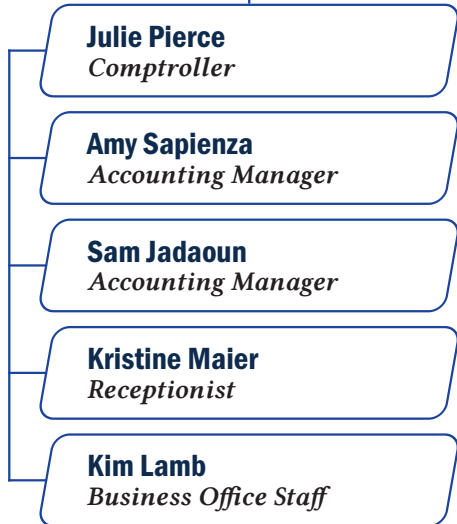 Julie Pierce
Comptroller
Amy Sapienza
Accounting Manager
Sam Jadaoun
Accounting Manager
Kristine Maier
Receptionist
Kim Lamb
Business Office Staff